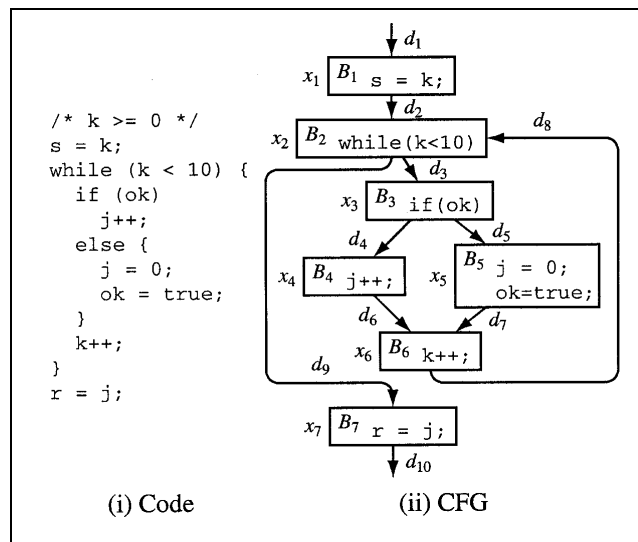 /* k >= 0 */
s = k;
while (k < 10) {
if (ok)
j++;
else {
j = 0;
ok = true;
}
k++;
}
r = j;
(i) Code
d1
x1 B1 s = k;
d2
d8
x2 B2 while(k<10)
d3
x3 B3 if(ok)
d4 d5
x4 B4 j++;
x5 B5 j = 0;
ok=true;
d6 d7
x6 B6 k++;
d9
x7 B7 r = j;
d10
(ii) CFG